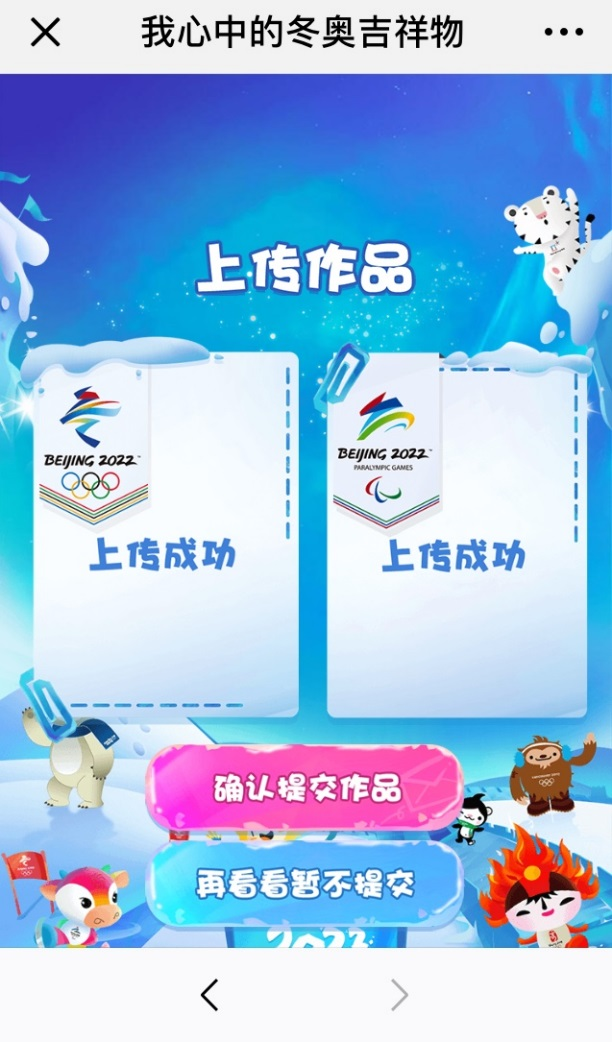 我心中的冬奥吉祥物
上传作品
BEIJING 2022™
上传成功
BEIJING 2022™
PARALYMPIC GAMES
上传成功
确认提交作品
再看看暂不提交
2022